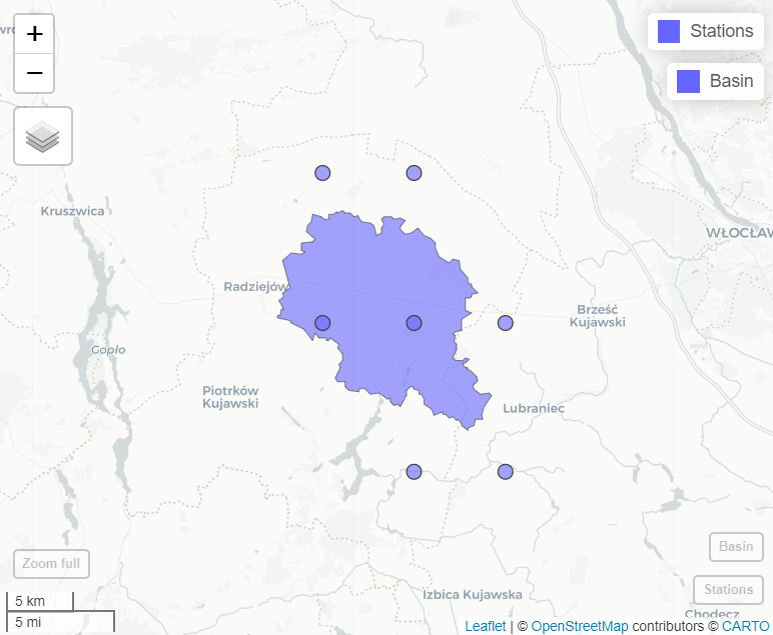 +
Stations
−
Basin
Kruszwica
WŁOCŁAW
Radziejów
Brześć
Kujawski
Gopło
Piotrków
Kujawski
Lubraniec
Basin
Zoom full
Stations
5 km
Izbica Kujawska
Chodecz
5 mi
Leaflet | © OpenStreetMap contributors © CARTO